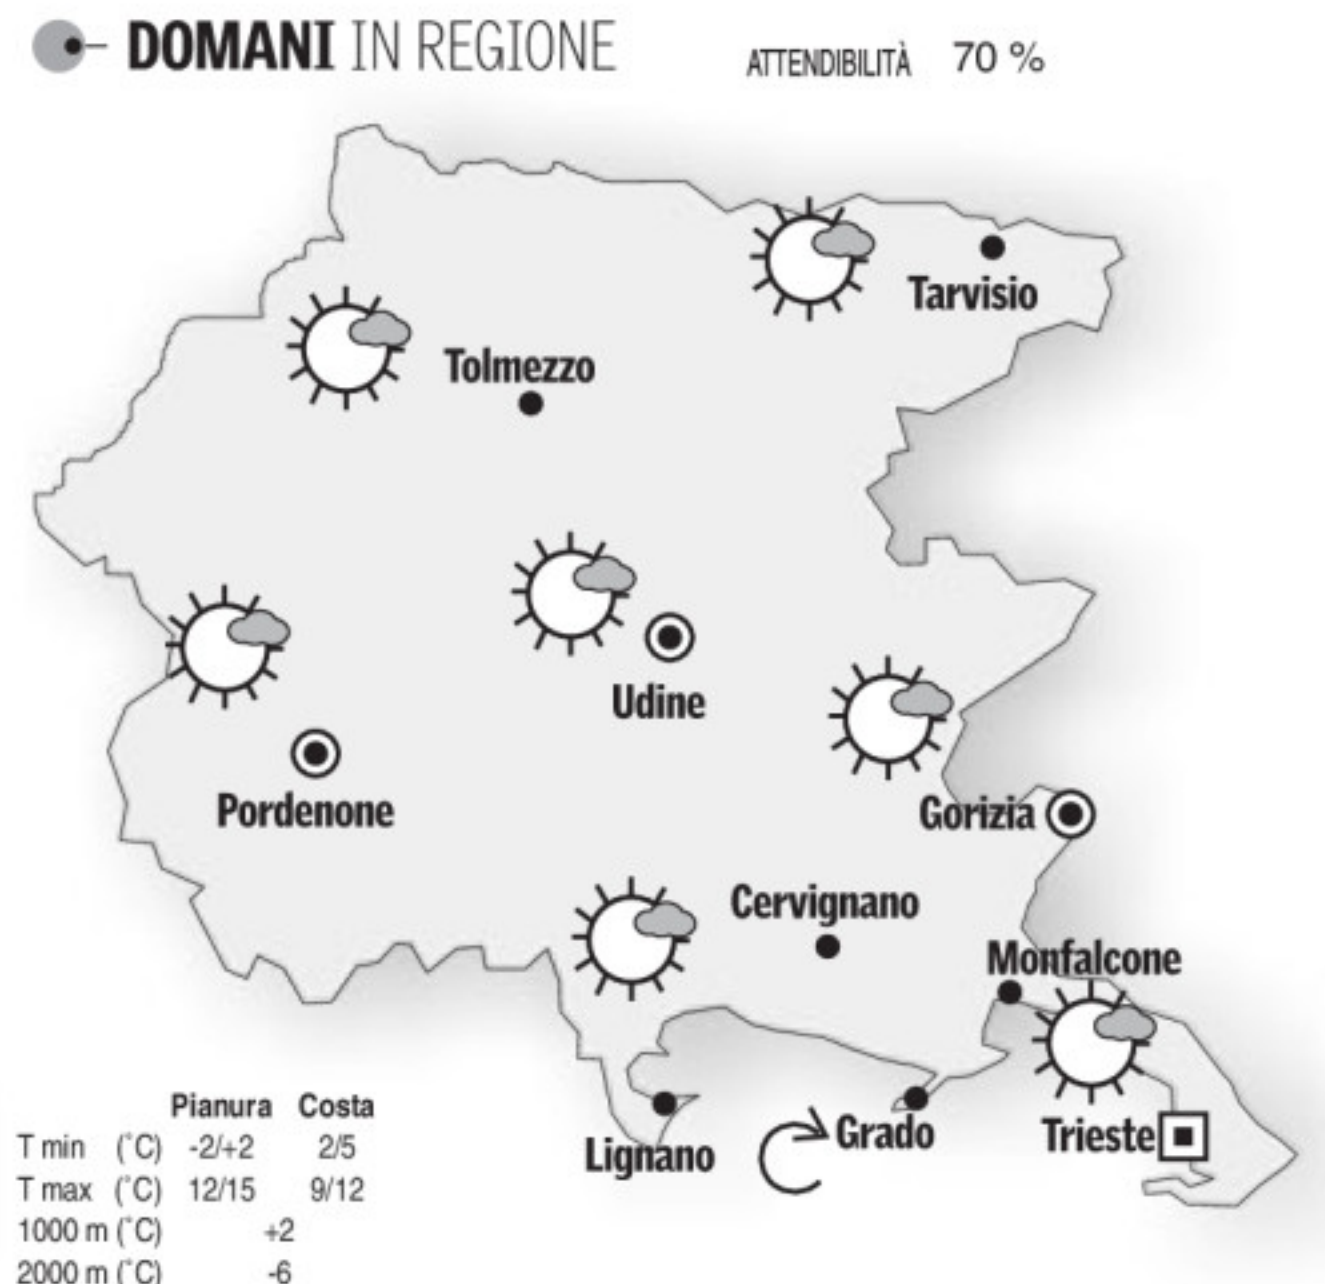 DOMANI IN REGIONE
ATTENDIBILITÀ 70 %
Tarvisio
Tolmezzo
Udine
Pordenone
Gorizia
Cervignano
Monfalcone
Grado
Trieste
Lignano
Pianura Costa
T min (°C) -2/+2 2/5
T max (°C) 12/15 9/12
1000 m (°C) +2
2000 m (°C) -6